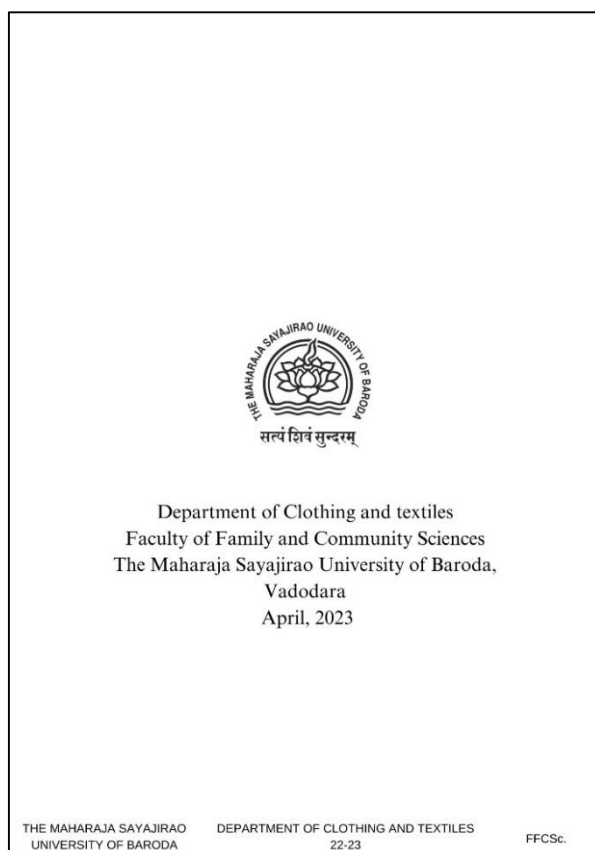 THE MAHARAJA SAYAJIRAO UNIVERSITY OF BARODA
सत्यं शिवं सुन्दरम्
Department of Clothing and textiles
Faculty of Family and Community Sciences
The Maharaja Sayajirao University of Baroda,
Vadodara
April, 2023
THE MAHARAJA SAYAJIRAO
UNIVERSITY OF BARODA
DEPARTMENT OF CLOTHING AND TEXTILES
22-23
FFCSc.